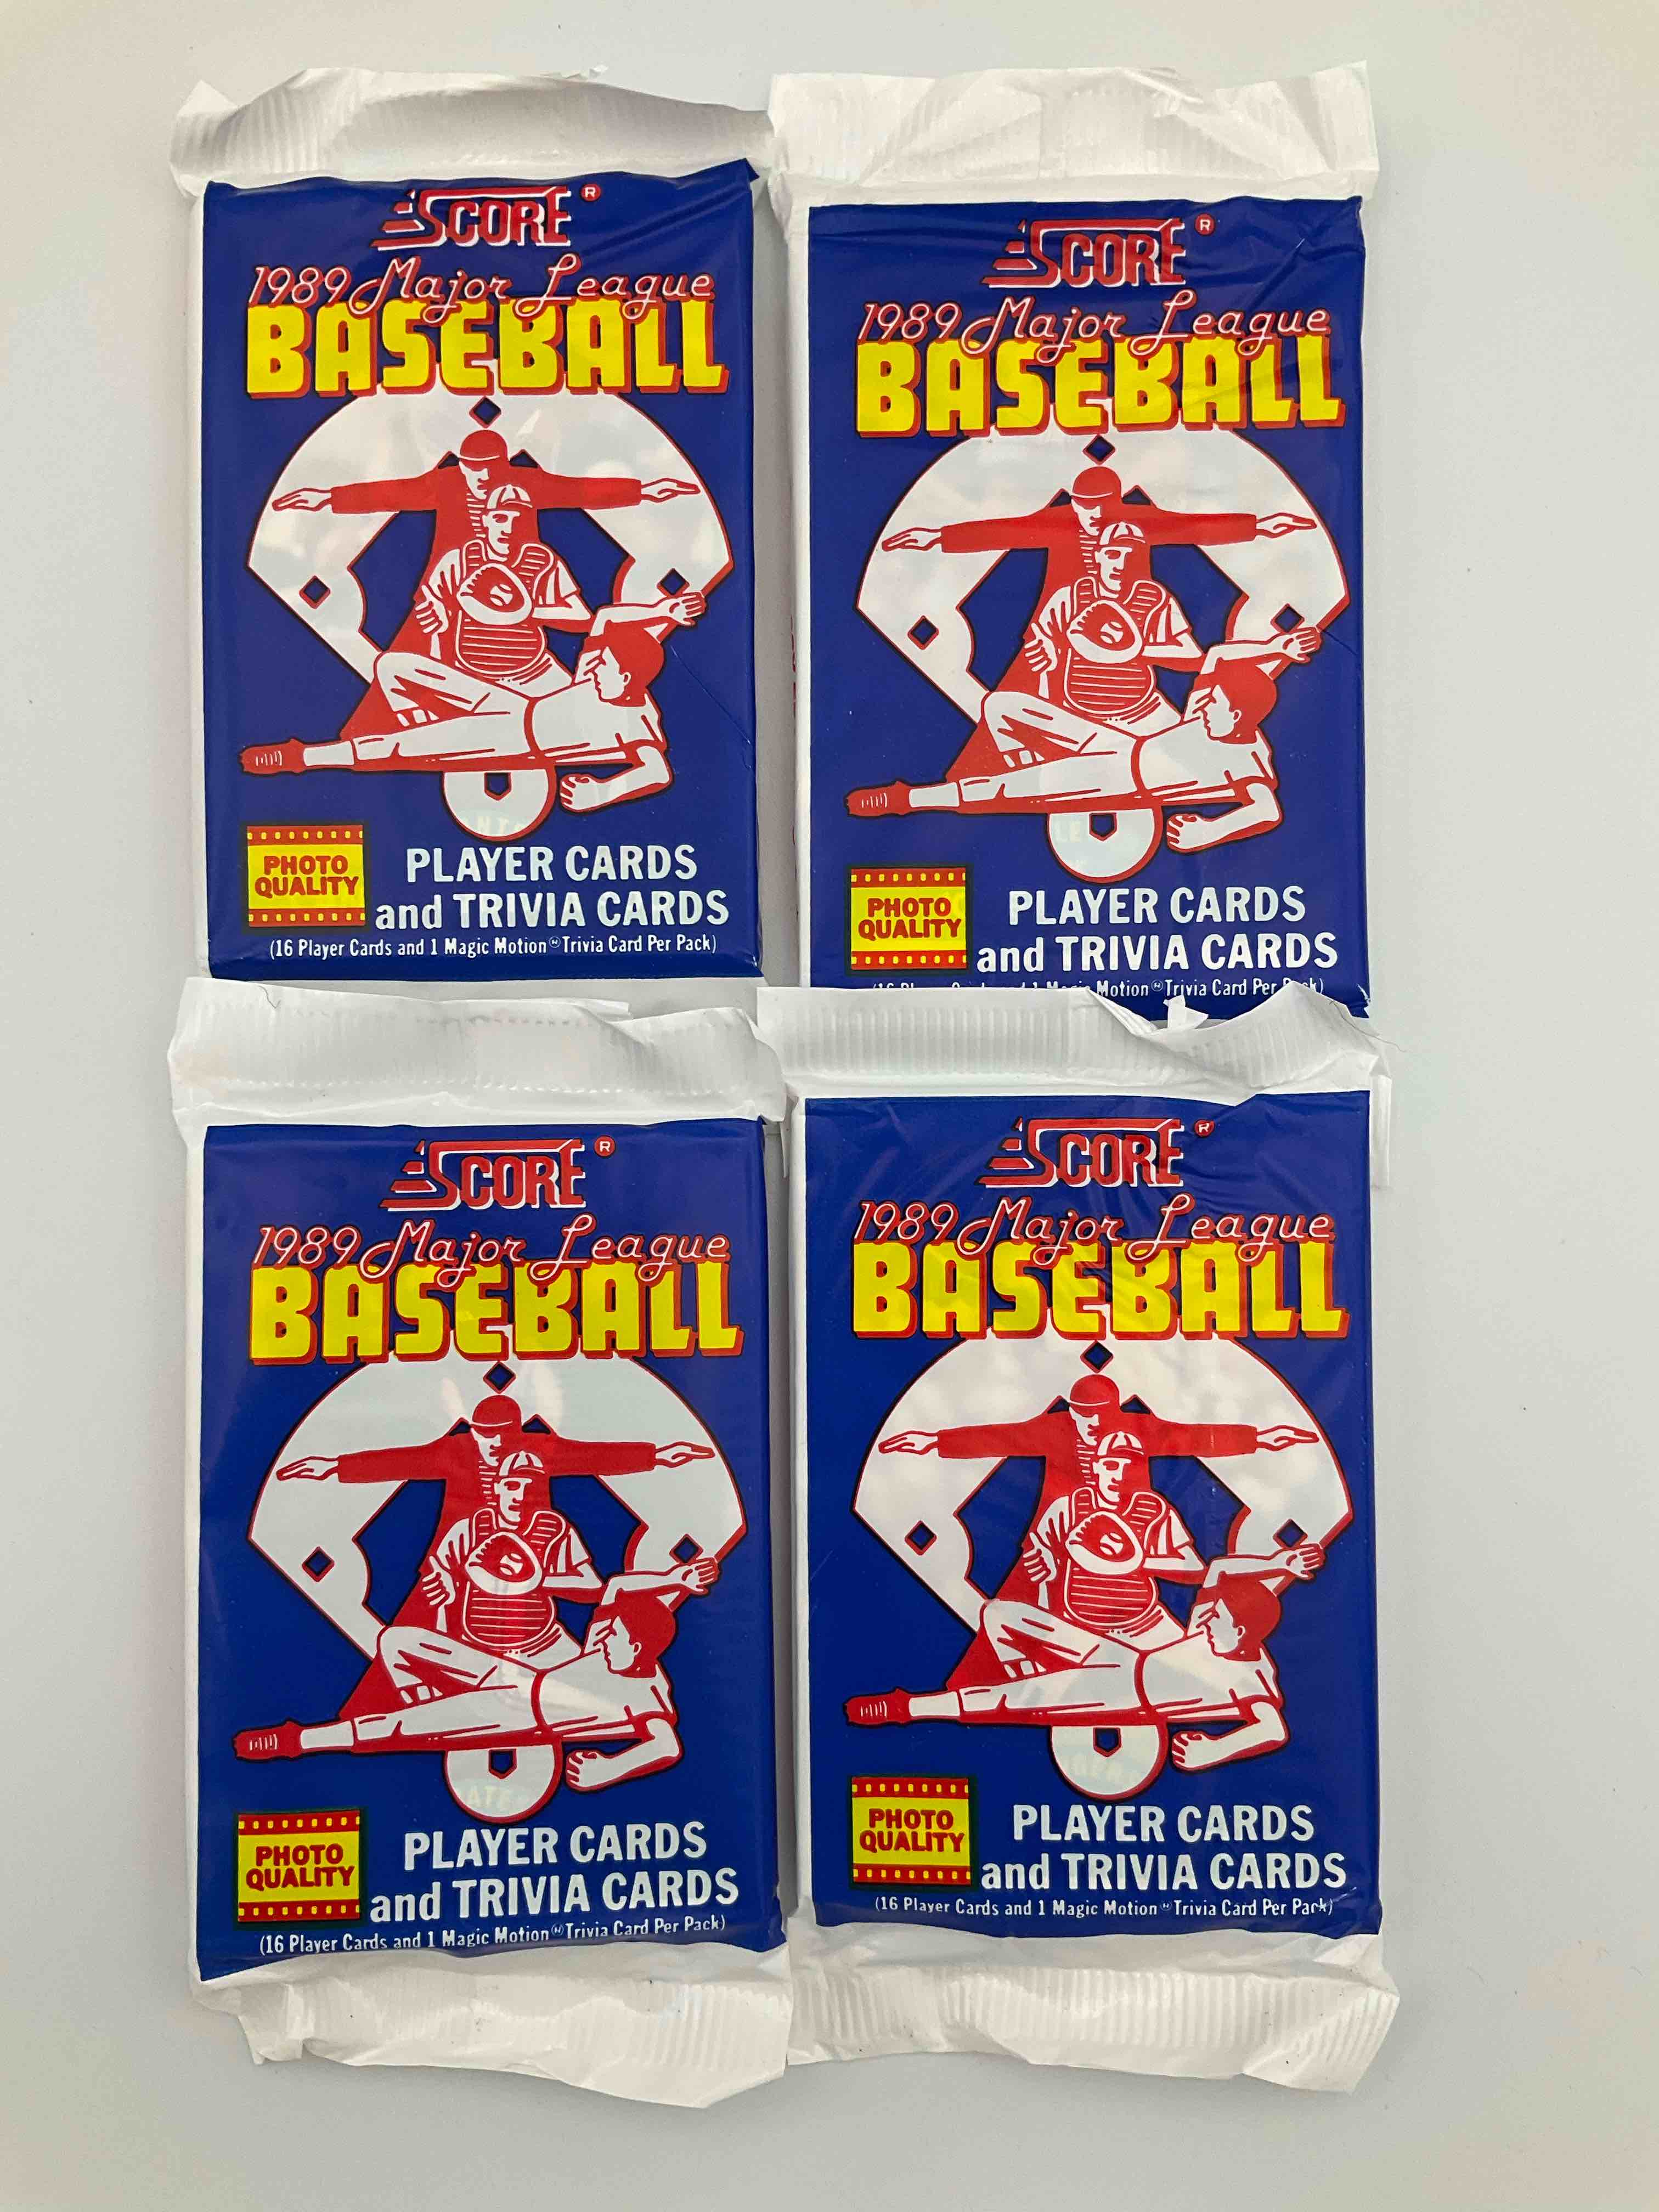 SCORE®
1989 Major League
BASEBALL
PHOTO
QUALITY
PLAYER CARDS
and TRIVIA CARDS
(16 Player Cards and 1 Magic Motion Trivia Card Per Pack)
SCORE®
1989 Major League
BASEBALL
PHOTO
QUALITY
PLAYER CARDS
and TRIVIA CARDS
Motion Trivia Card Per
SCORE®
1989 Major League
BASEBALL
PHOTO
QUALITY
PLAYER CARDS
and TRIVIA CARDS
(16 Player Cards and 1 Magic Motion Trivia Card Per Pack)
SCORE®
1989 Major League
BASEBALL
PHOTO
QUALITY
PLAYER CARDS
and TRIVIA CARDS
(16 Player Cards and 1 Magic Motion Trivia Card Per Pack)